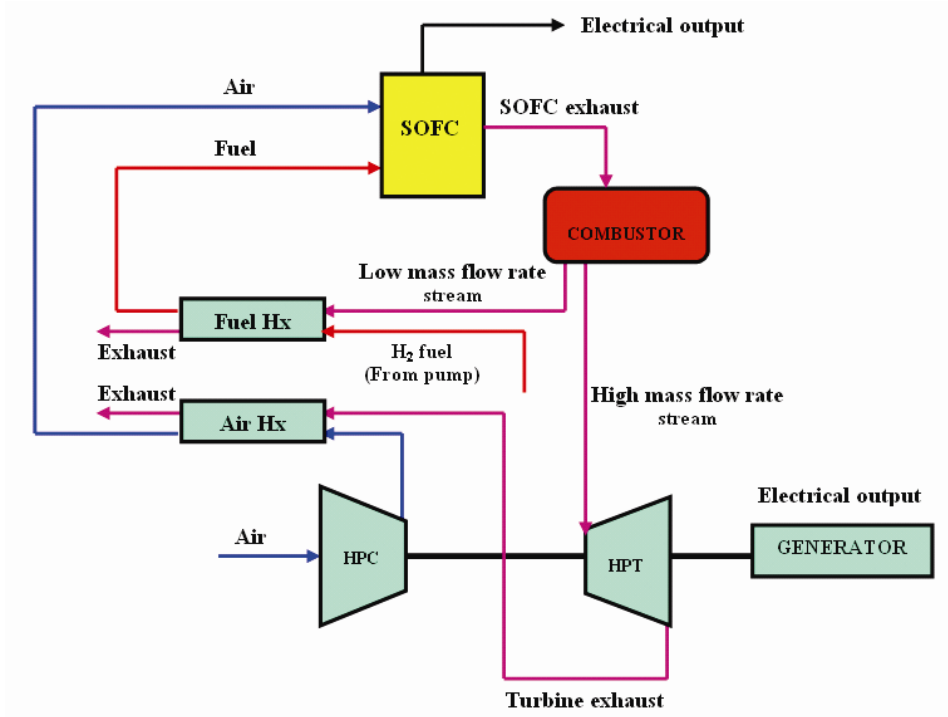 Electrical output
Air
SOFC exhaust
SOFC
Fuel
COMBUSTOR
Low mass flow rate
stream
Fuel Hx
Exhaust
H₂ fuel
(From pump)
Exhaust
High mass flow rate
stream
Air Hx
Electrical output
Air
GENERATOR
HPC
HPT
Turbine exhaust